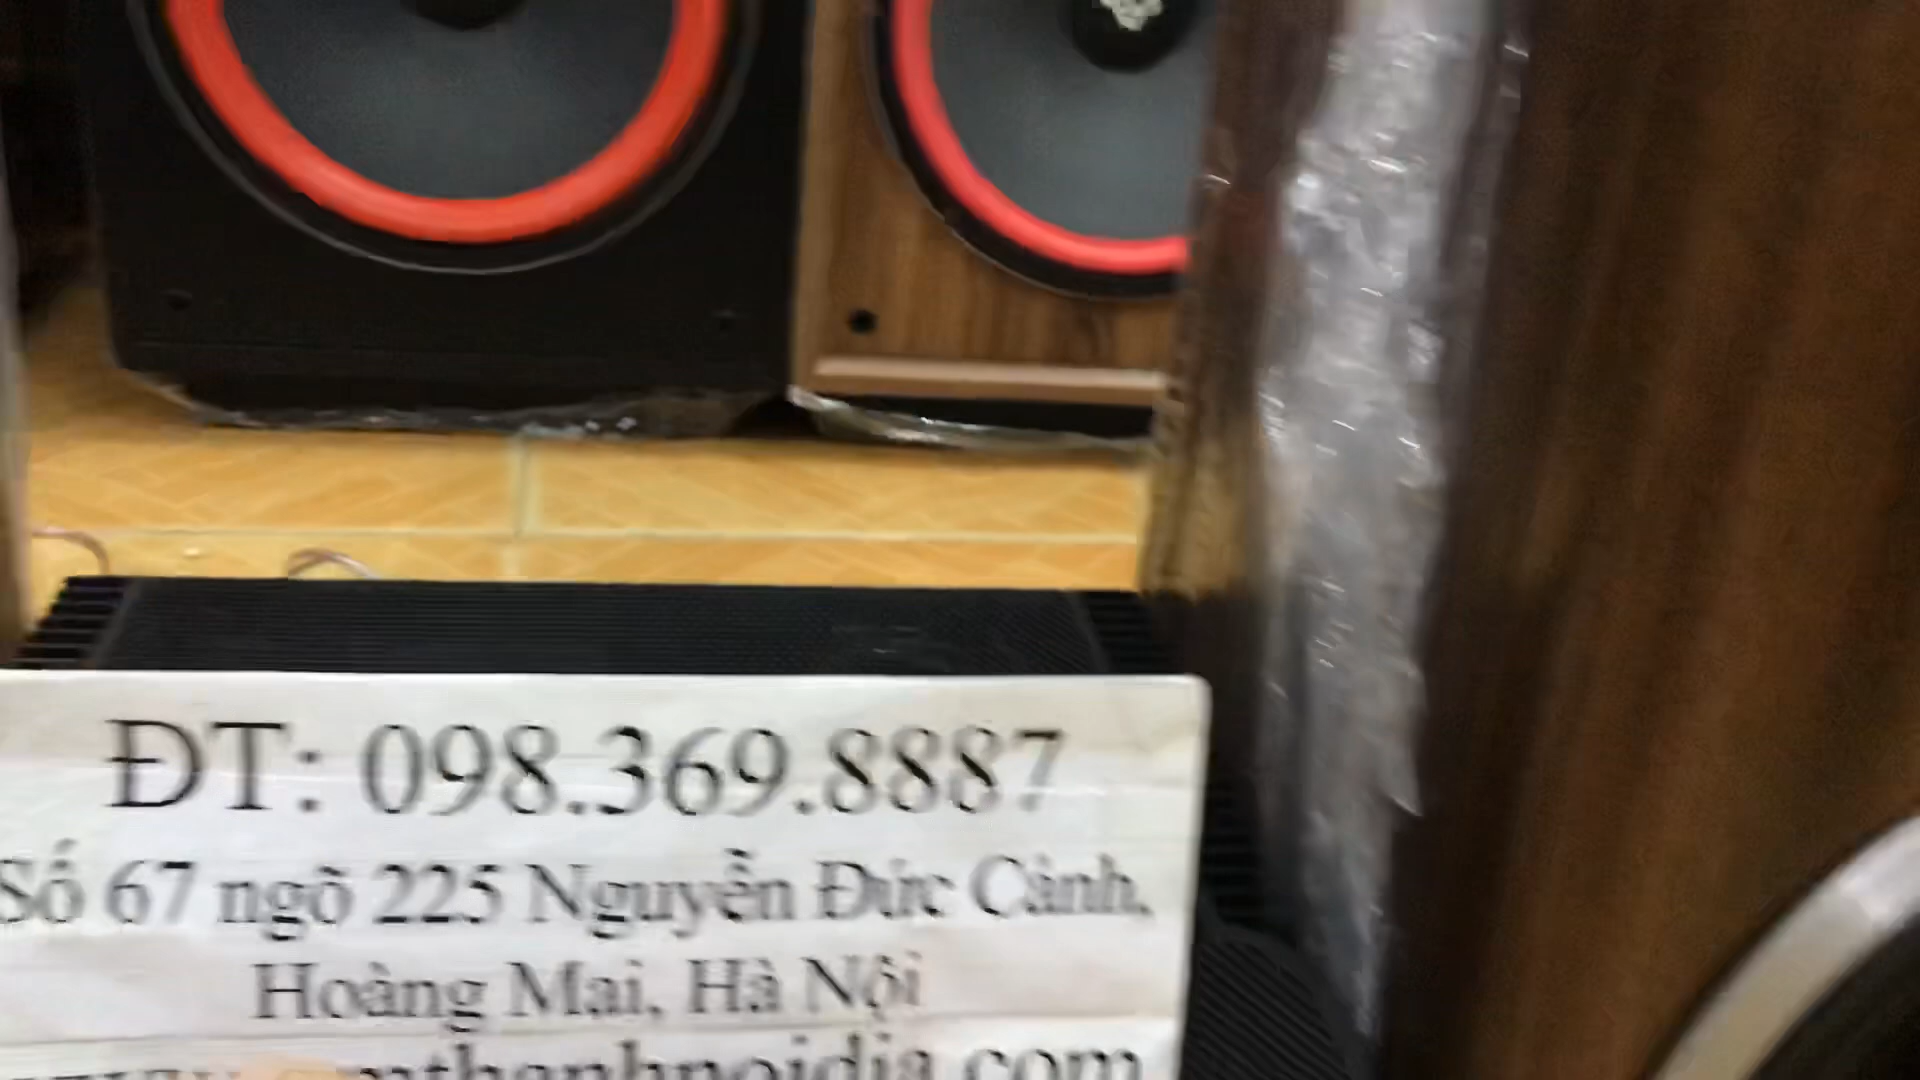 ĐT: 098.369.8887
Số 67 ngõ 225 Nguyễn Đức Cảnh,
Hoàng Mai, Hà Nội